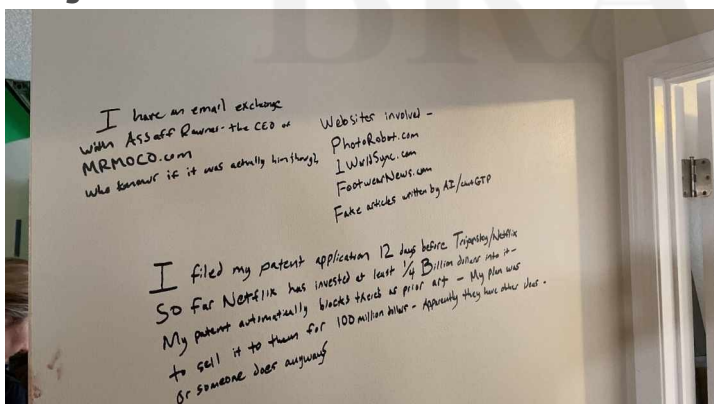 I have an email exchange
with Assaff Rawner - the CEO of
MRMOCO.com
who knows if it was actually him though
Websites involved -
PhotoRobot.com
1WorldSync.com
FootwearNews.com
Fake articles written by AI/chatGTP
I filed my patent application 12 days before Tripersky/Netflix
So far Netflix has invested at least 1/4 Billion dollars into it -
My patent automatically blocks theirs as prior art - My plan was
to sell it to them for 100 million dollars - Apparently they have other ideas.
Or someone does anyways